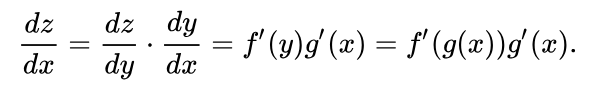 dz/dx = dz/dy · dy/dx = f′(y)g′(x) = f′(g(x))g′(x).